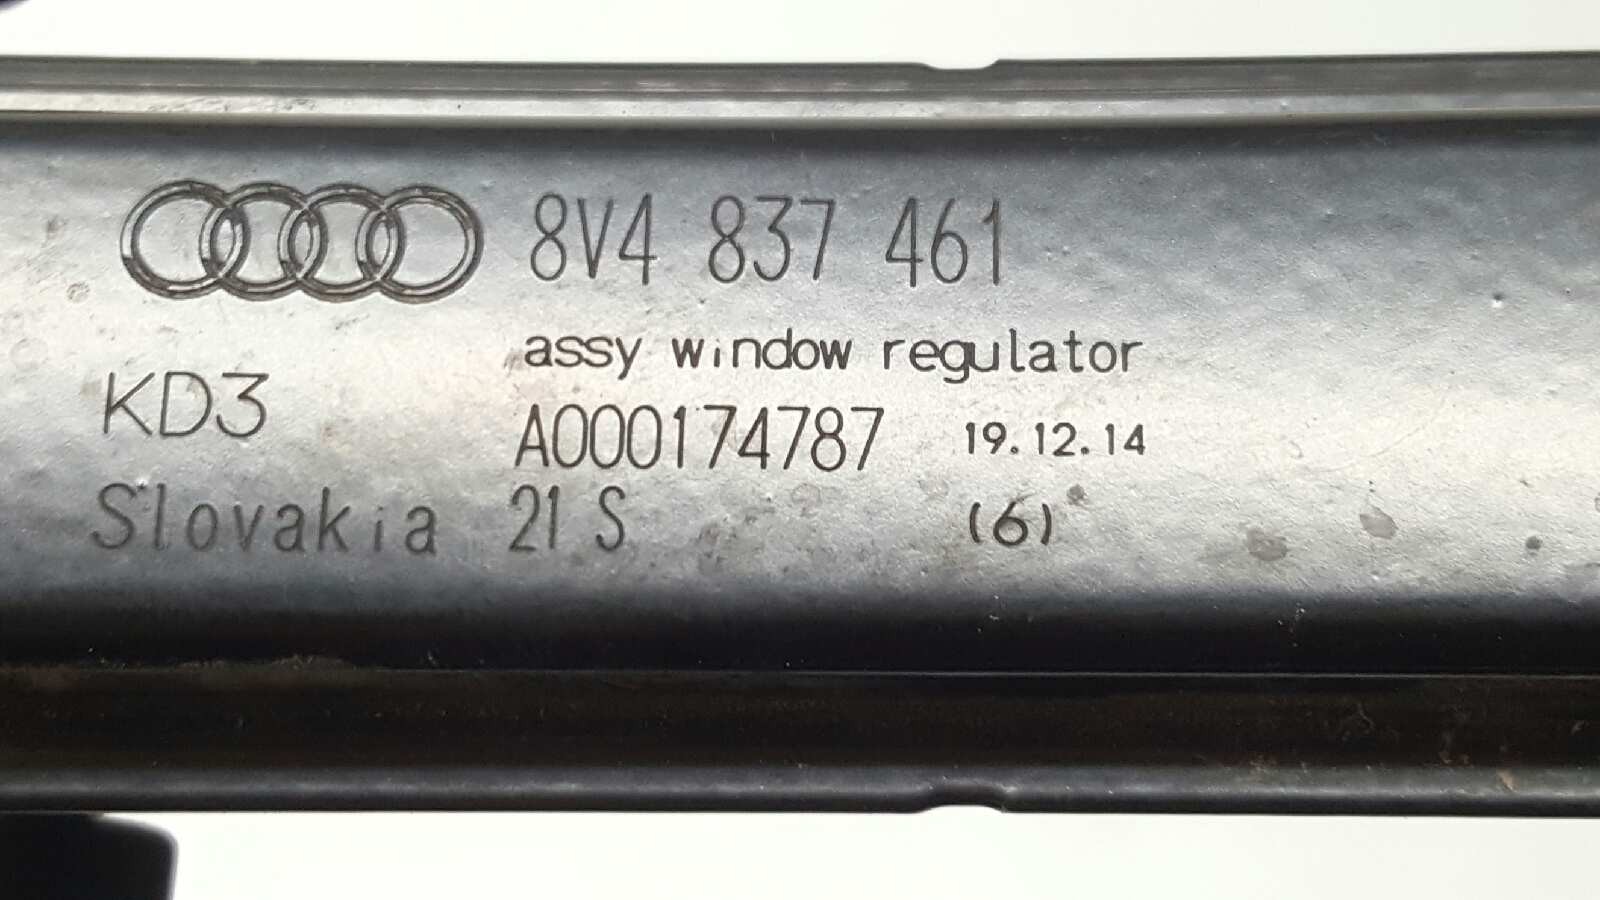 8V4 837 461
assy window regulator
KD3
A000174787 19.12.14
Slovakia 21 S (6)